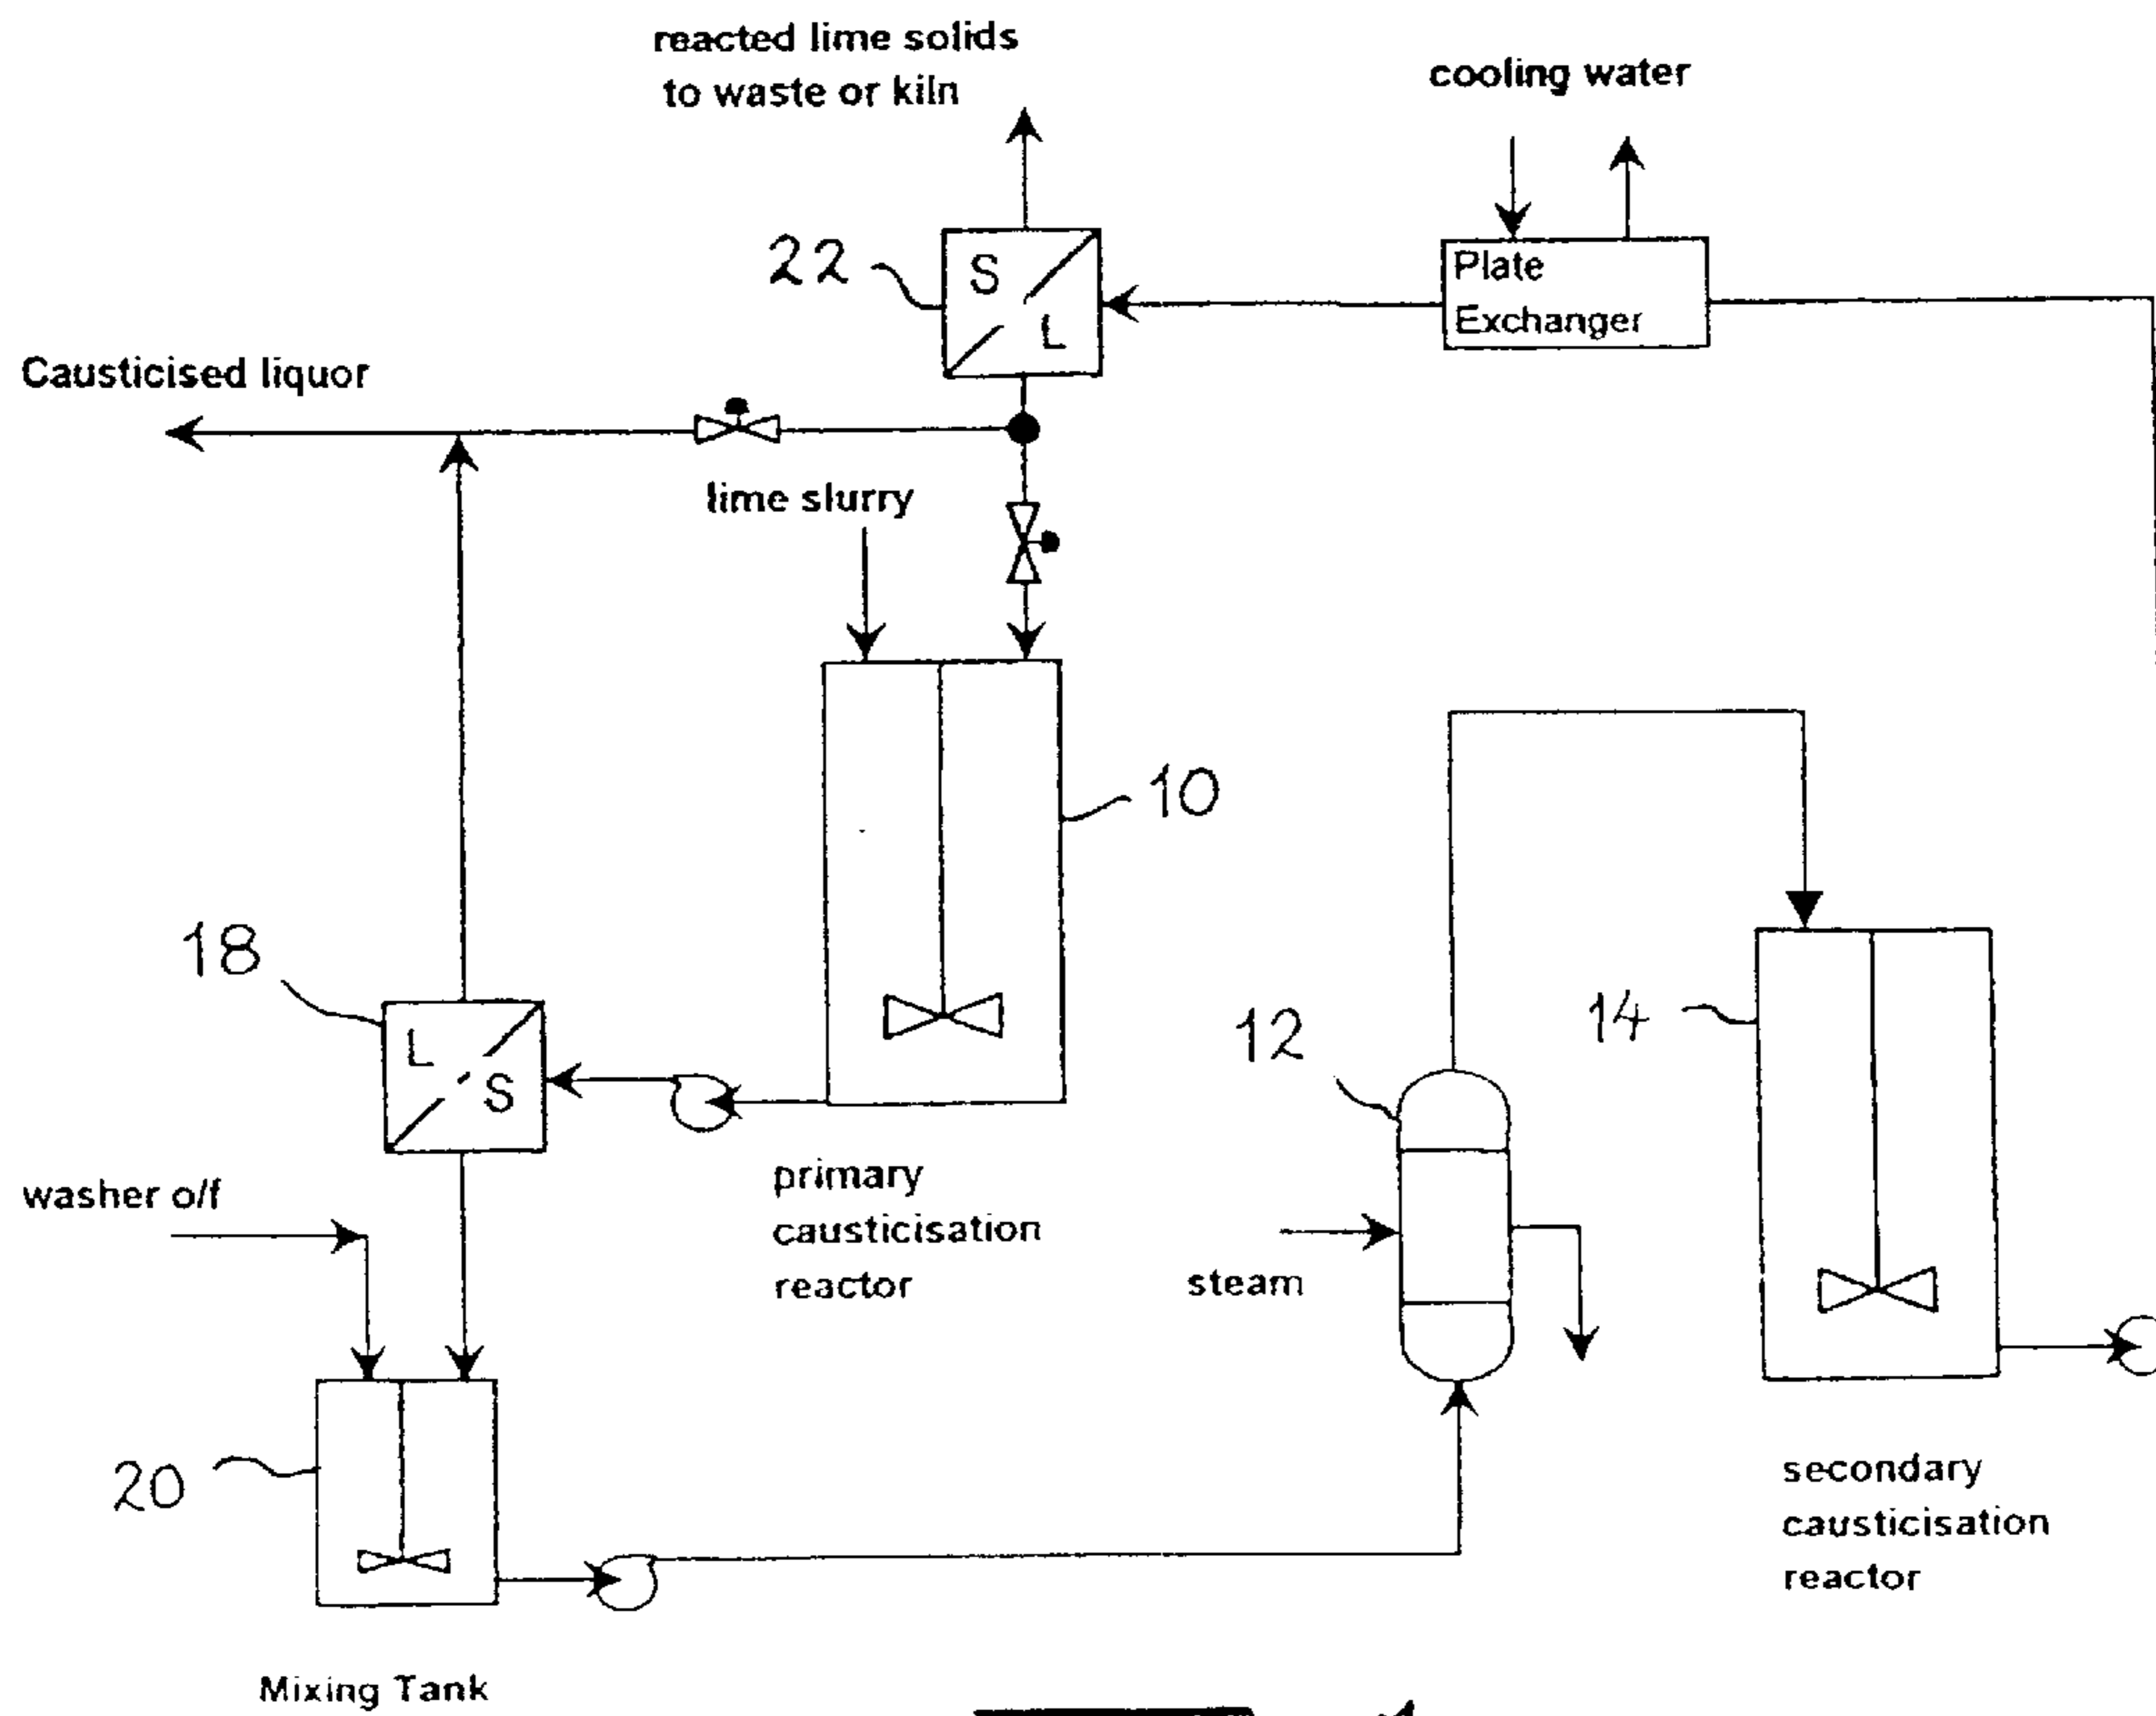 reacted lime solids
to waste or kiln
cooling water
22
S
L
Plate
Exchanger
Causticised liquor
lime slurry
10
18
L
S
12
14
washer o/f
primary
causticisation
reactor
steam
20
secondary
causticisation
reactor
Mixing Tank